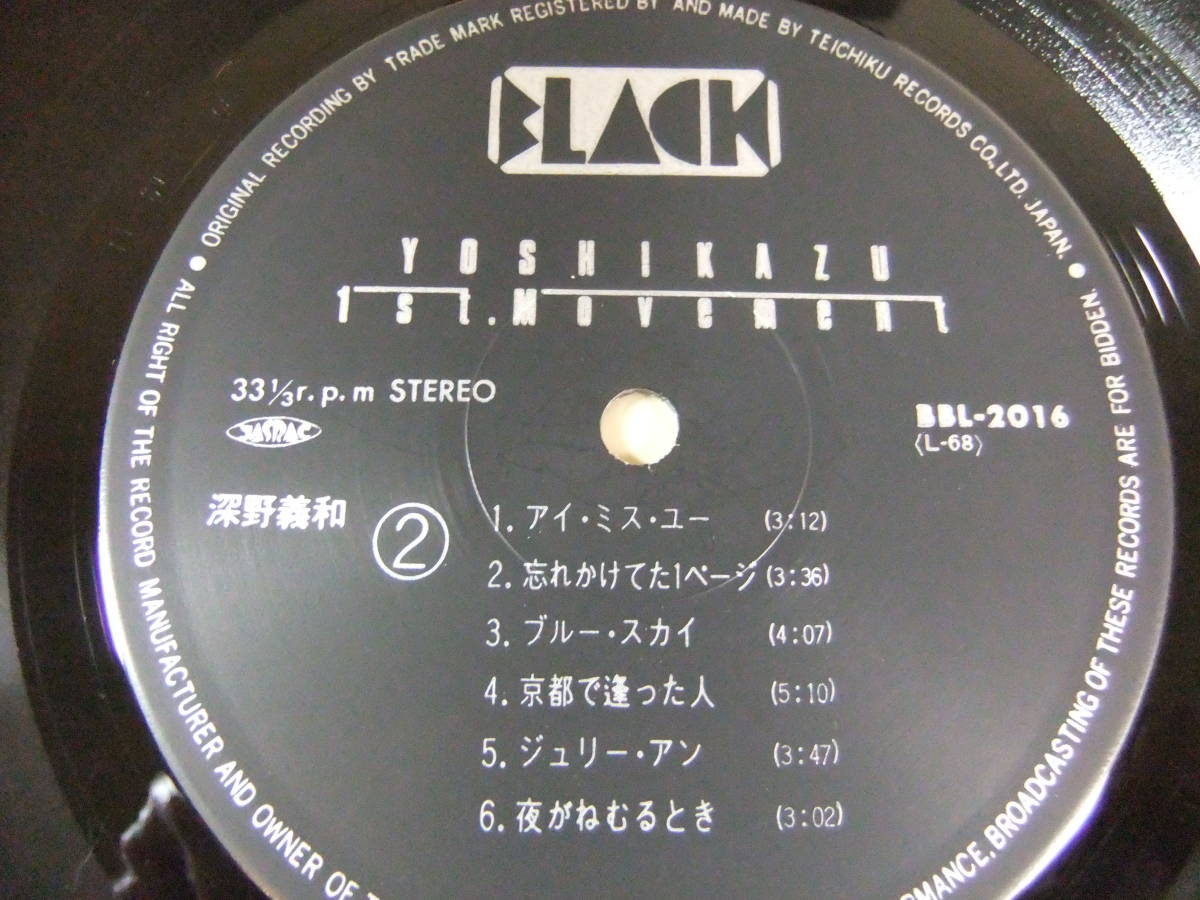 ORIGINAL RECORDING BY TRADE MARK REGISTERED BY AND MADE BY TEICHIKU RECORDS CO.,LTD. JAPAN.
BLACK
YOSHIKAZU
1st. Movement
33 1/3 r.p.m STEREO
JASRAC
BBL-2016
〈L-68〉
深野義和
②
1. アイ・ミス・ユー (3:12)
2. 忘れかけてた1ページ (3:36)
3. ブルー・スカイ (4:07)
4. 京都で逢った人 (5:10)
5. ジュリー・アン (3:47)
6. 夜がねむるとき (3:02)
ALL RIGHT OF THE RECORD MANUFACTURER AND OWNER OF
BROADCASTING OF THESE RECORDS ARE FOR BIDDEN.